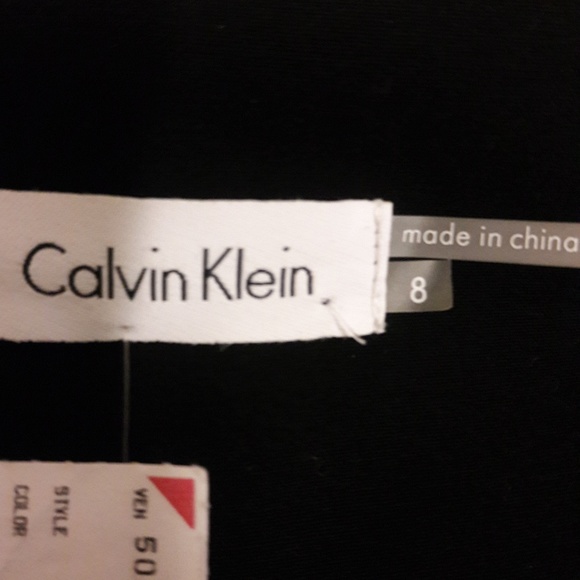 Calvin Klein
made in china
8
VEN 50
STYLE
COLOR